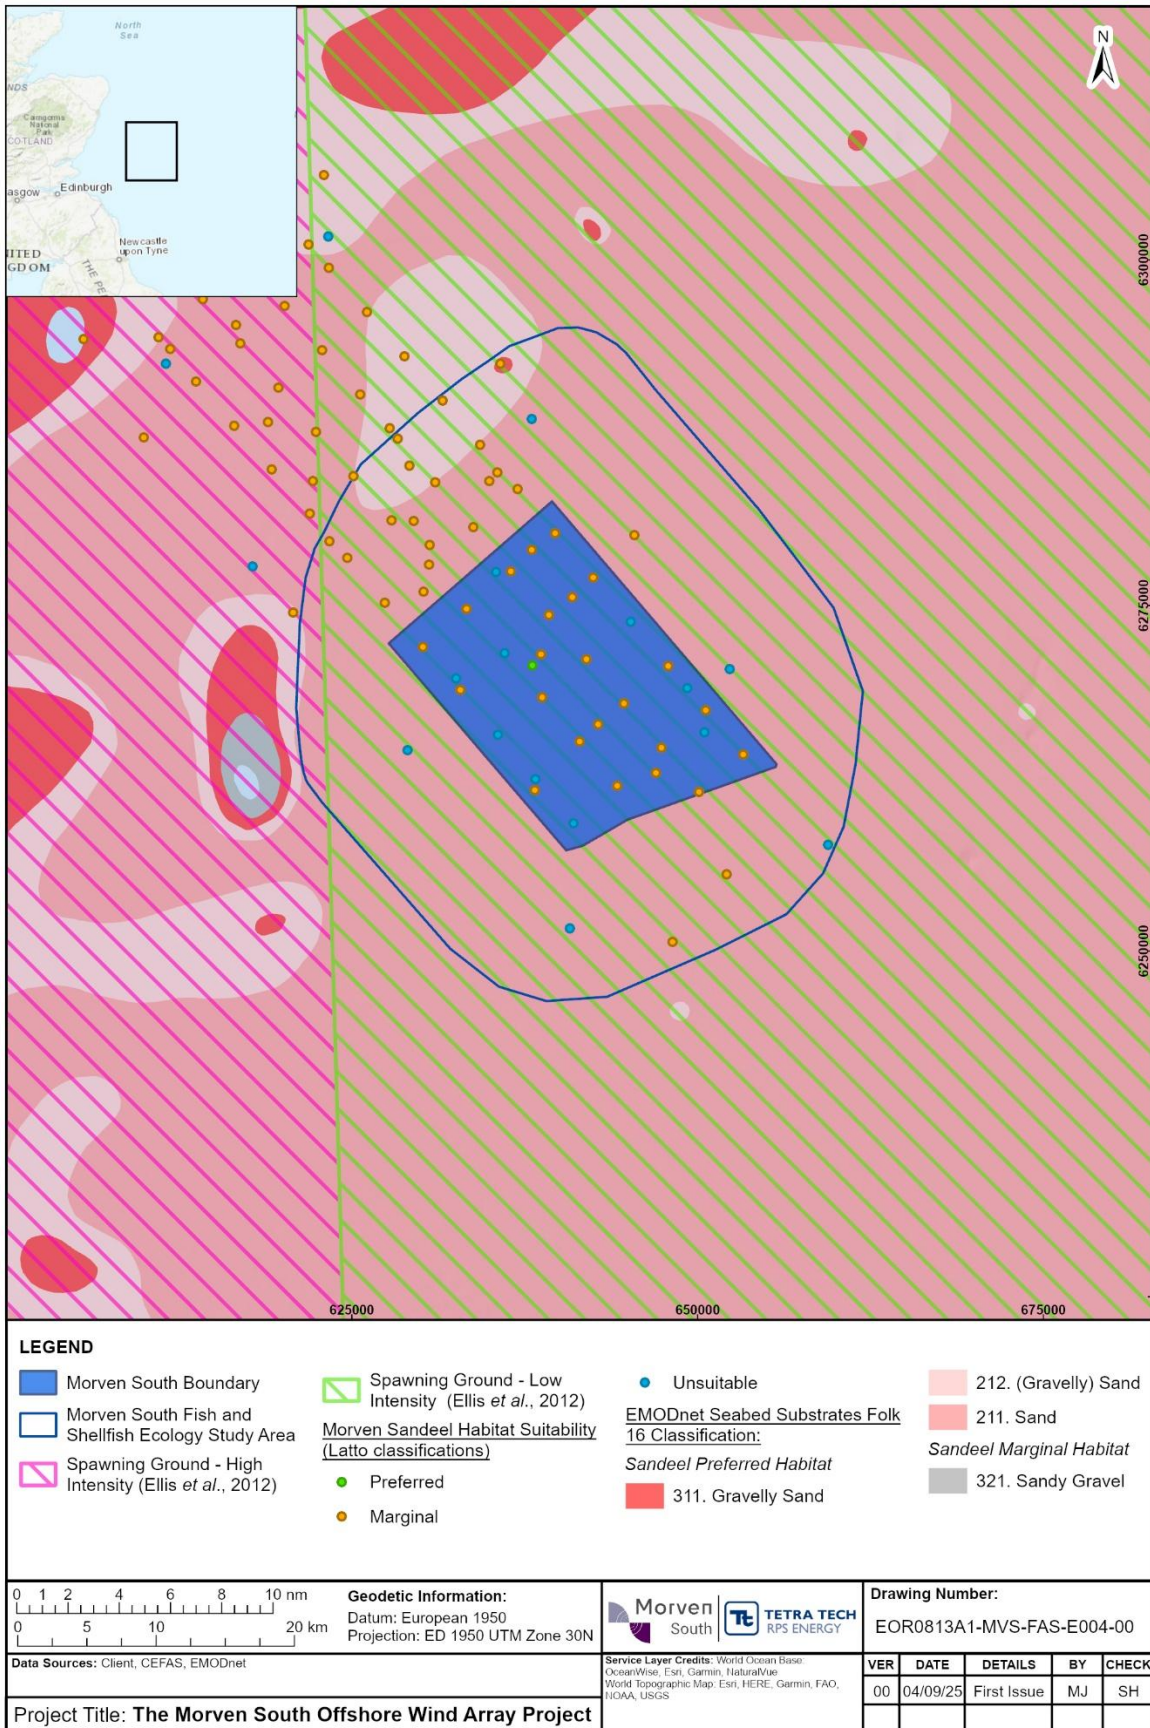 North
Sea
NDS
Cairngorms
National
Park
COTLAND
asgow
Edinburgh
Newcastle
upon Tyne
ITED
GDOM
THE PE
N
6300000
6275000
6250000
625000
650000
675000
LEGEND
Morven South Boundary
Morven South Fish and
Shellfish Ecology Study Area
Spawning Ground - High
Intensity (Ellis et al., 2012)
Spawning Ground - Low
Intensity (Ellis et al., 2012)
Morven Sandeel Habitat Suitability
(Latto classifications)
Preferred
Marginal
Unsuitable
EMODnet Seabed Substrates Folk
16 Classification:
Sandeel Preferred Habitat
311. Gravelly Sand
212. (Gravelly) Sand
211. Sand
Sandeel Marginal Habitat
321. Sandy Gravel
0 1 2 4 6 8 10 nm
0 5 10 20 km
Geodetic Information:
Datum: European 1950
Projection: ED 1950 UTM Zone 30N
Morven
South
Tt
TETRA TECH
RPS ENERGY
Drawing Number:
EOR0813A1-MVS-FAS-E004-00
Data Sources: Client, CEFAS, EMODnet
Service Layer Credits: World Ocean Base:
OceanWise, Esri, Garmin, NaturalVue
World Topographic Map: Esri, HERE, Garmin, FAO,
NOAA, USGS
VER DATE DETAILS BY CHECK
00 04/09/25 First Issue MJ SH
Project Title: The Morven South Offshore Wind Array Project